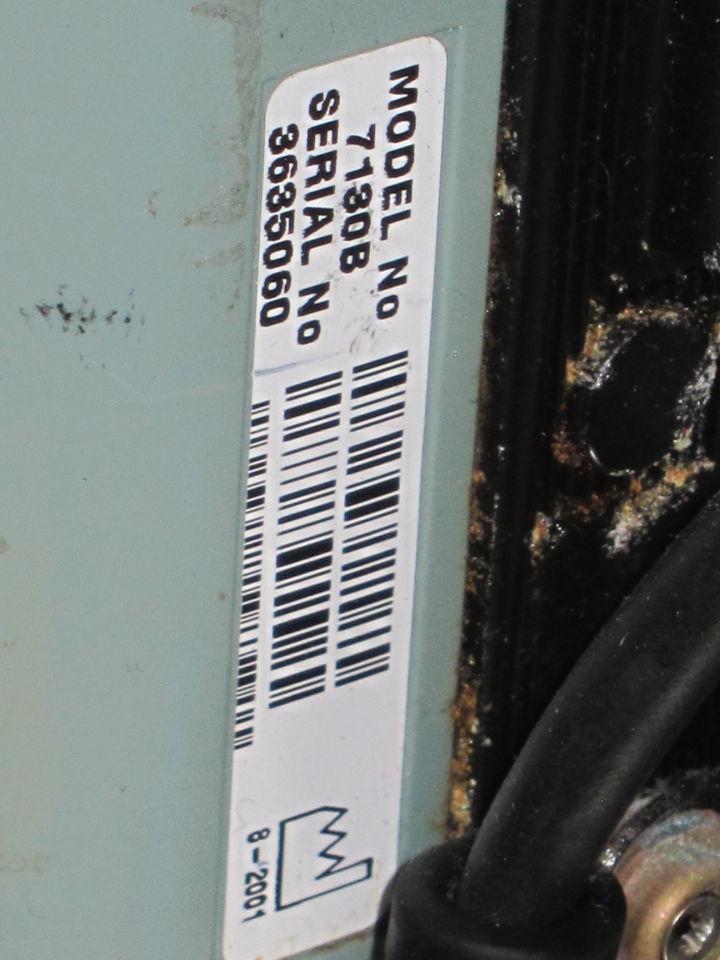 MODEL No
7130B
SERIAL No
3635060
8-2001